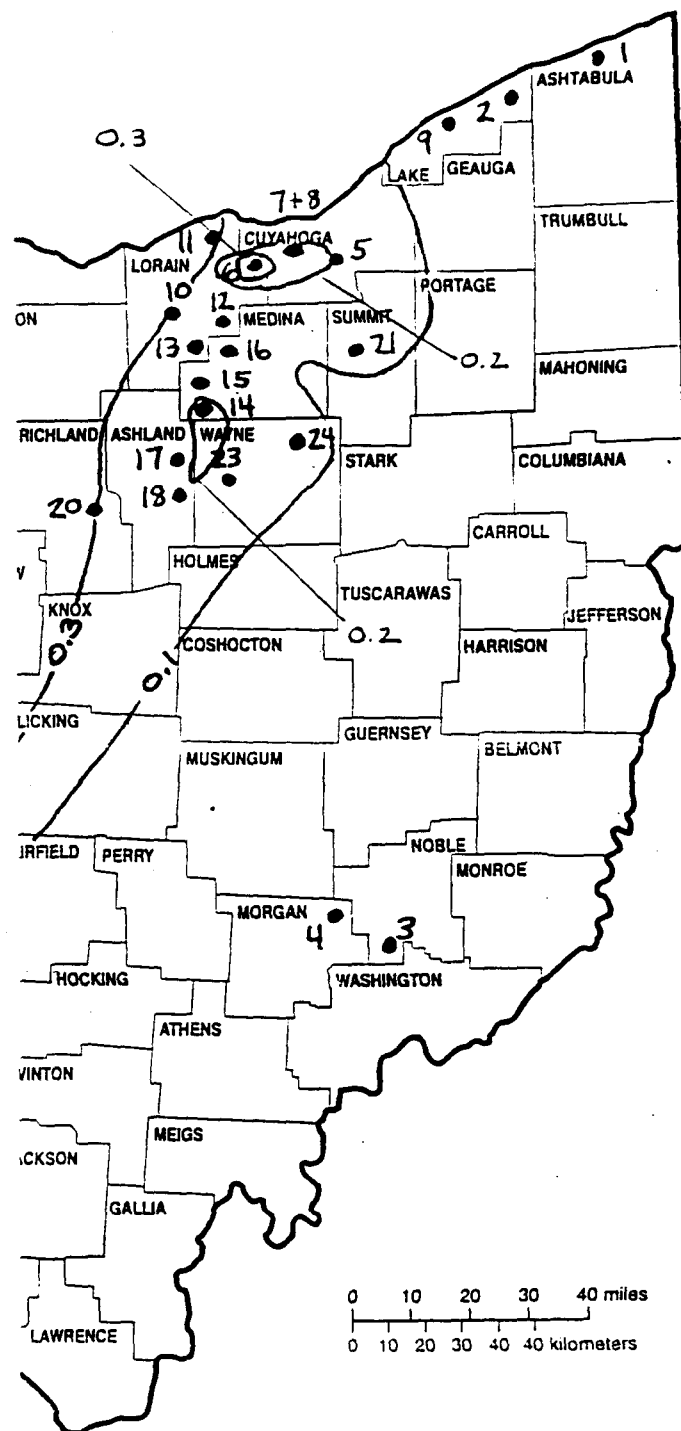 1
ASHTABULA
2
9
0.3
LAKE
GEAUGA
7+8
TRUMBULL
11
CUYAHOGA
5
LORAIN
6
PORTAGE
10
12
MEDINA
SUMMIT
ON
13
16
21
0.2
MAHONING
15
14
RICHLAND
ASHLAND
WAYNE
24
17
23
STARK
COLUMBIANA
18
20
CARROLL
HOLMES
W
TUSCARAWAS
KNOX
JEFFERSON
0.2
0.3
COSHOCTON
HARRISON
0.1
LICKING
GUERNSEY
MUSKINGUM
BELMONT
NOBLE
IRFIELD
PERRY
MONROE
MORGAN
4
3
HOCKING
WASHINGTON
ATHENS
VINTON
MEIGS
ACKSON
GALLIA
0 10 30 40 miles
LAWRENCE
0 10 20 30 40 40 kilometers